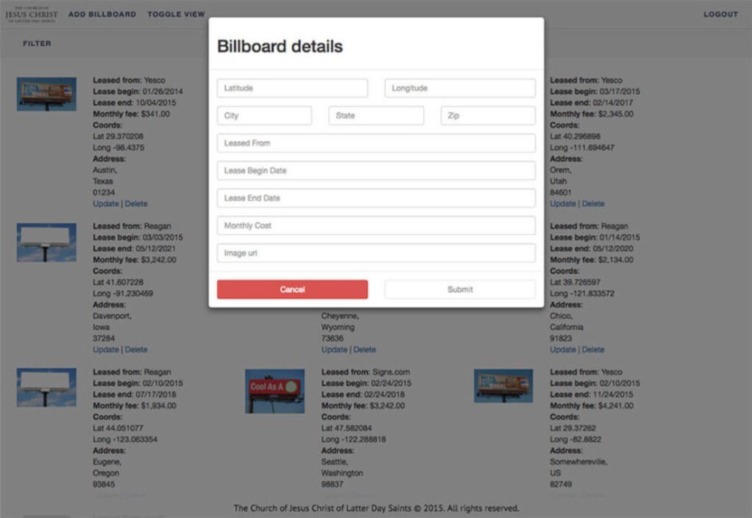 THE CHURCH OF
JESUS CHRIST
OF LATTER-DAY SAINTS
ADD BILLBOARD
TOGGLE VIEW
LOGOUT
FILTER
Billboard details
Latitude
Longitude
City
State
Zip
Leased From
Lease Begin Date
Lease End Date
Monthly Cost
Image url
Cancel
Submit
Leased from: Yesco
Lease begin: 01/26/2014
Lease end: 10/04/2015
Monthly fee: $341.00
Coords:
Lat 29.370208
Long -98.4375
Address:
Austin,
Texas
01234
Update | Delete
Leased from: Yesco
Lease begin: 03/17/2015
Lease end: 02/14/2017
Monthly fee: $2,345.00
Coords:
Lat 40.296898
Long -111.694647
Address:
Orem,
Utah
84601
Update | Delete
Leased from: Reagan
Lease begin: 03/03/2015
Lease end: 05/12/2021
Monthly fee: $3,242.00
Coords:
Lat 41.607228
Long -91.230469
Address:
Davenport,
Iowa
37284
Update | Delete
Cheyenne,
Wyoming
73636
Update | Delete
Leased from: Reagan
Lease begin: 01/14/2015
Lease end: 05/12/2020
Monthly fee: $2,134.00
Coords:
Lat 39.726597
Long -121.833572
Address:
Chico,
California
91823
Update | Delete
Leased from: Reagan
Lease begin: 02/10/2015
Lease end: 07/17/2018
Monthly fee: $1,934.00
Coords:
Lat 44.051077
Long -123.063354
Address:
Eugene,
Oregon
93845
Cool As A
Leased from: Signs.com
Lease begin: 02/24/2015
Lease end: 02/24/2018
Monthly fee: $3,242.00
Coords:
Lat 47.582084
Long -122.288818
Address:
Seattle,
Washington
98837
Leased from: Yesco
Lease begin: 02/10/2015
Lease end: 11/24/2015
Monthly fee: $4,241.00
Coords:
Lat 29.37262
Long -82.8822
Address:
Somewhereville,
US
82749
The Church of Jesus Christ of Latter Day Saints © 2015. All rights reserved.